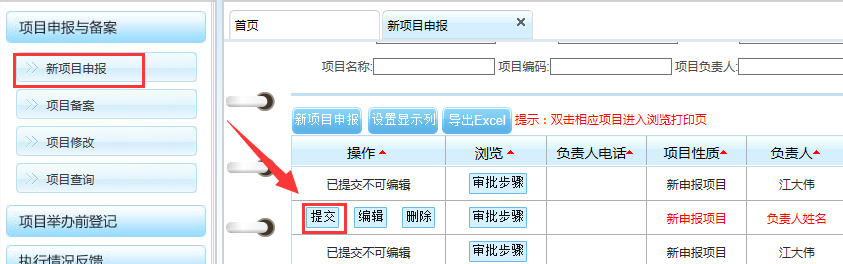 项目申报与备案
新项目申报
项目备案
项目修改
项目查询
项目举办前登记
执行情况反馈
首页
新项目申报
项目名称: 项目编码: 项目负责人:
新项目申报 设置显示列 导出Excel 提示：双击相应项目进入浏览打印页
操作 浏览 负责人电话 项目性质 负责人
已提交不可编辑 审批步骤 新申报项目 江大伟
提交 编辑 删除 审批步骤 新申报项目 负责人姓名
已提交不可编辑 审批步骤 新申报项目 江大伟